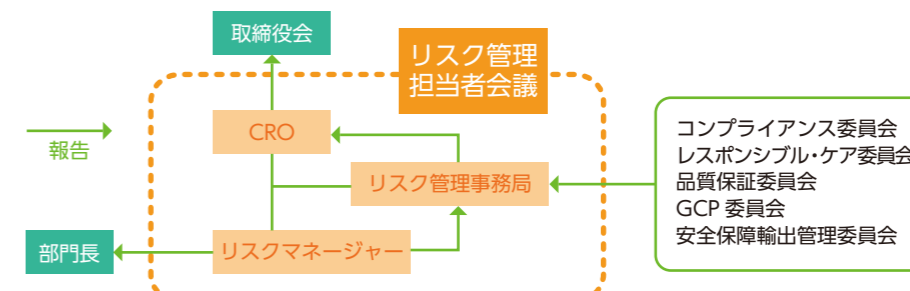 取締役会
リスク管理
担当者会議
CRO
報告
リスク管理事務局
部門長
リスクマネージャー
コンプライアンス委員会
レスポンシブル・ケア委員会
品質保証委員会
GCP 委員会
安全保障輸出管理委員会